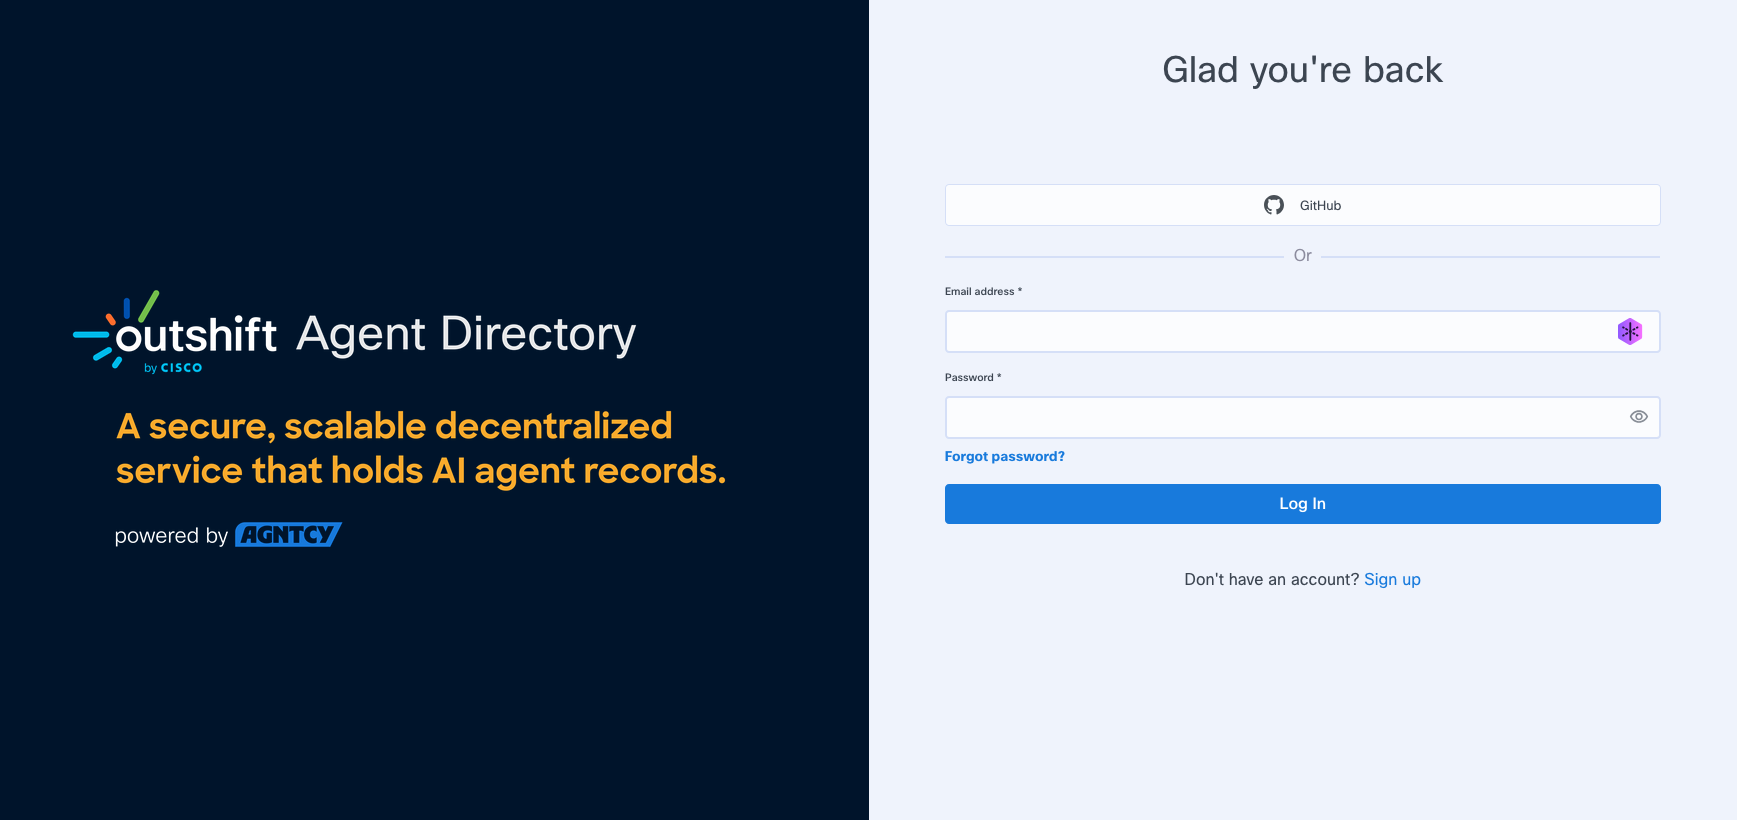 outshift Agent Directory
by CISCO
A secure, scalable decentralized
service that holds AI agent records.
powered by AGNTCY
Glad you're back
GitHub
Or
Email address *
Password *
Forgot password?
Log In
Don't have an account? Sign up